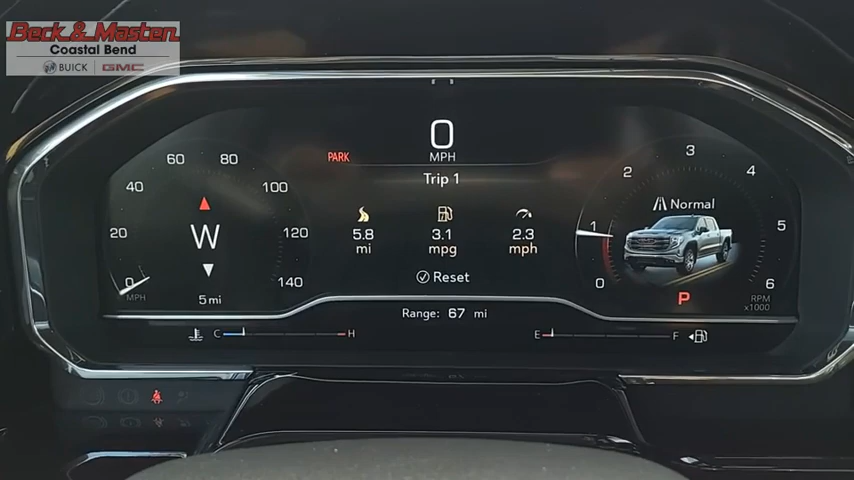 Beck & Masten
Coastal Bend
BUICK | GMC
0
MPH
PARK
Trip 1
5.8
mi
3.1
mpg
2.3
mph
Reset
Range: 67 mi
0
20
40
60
80
100
120
140
MPH
W
5 mi
0
1
2
3
4
5
6
RPM
x1000
Normal
P
C
H
E
F